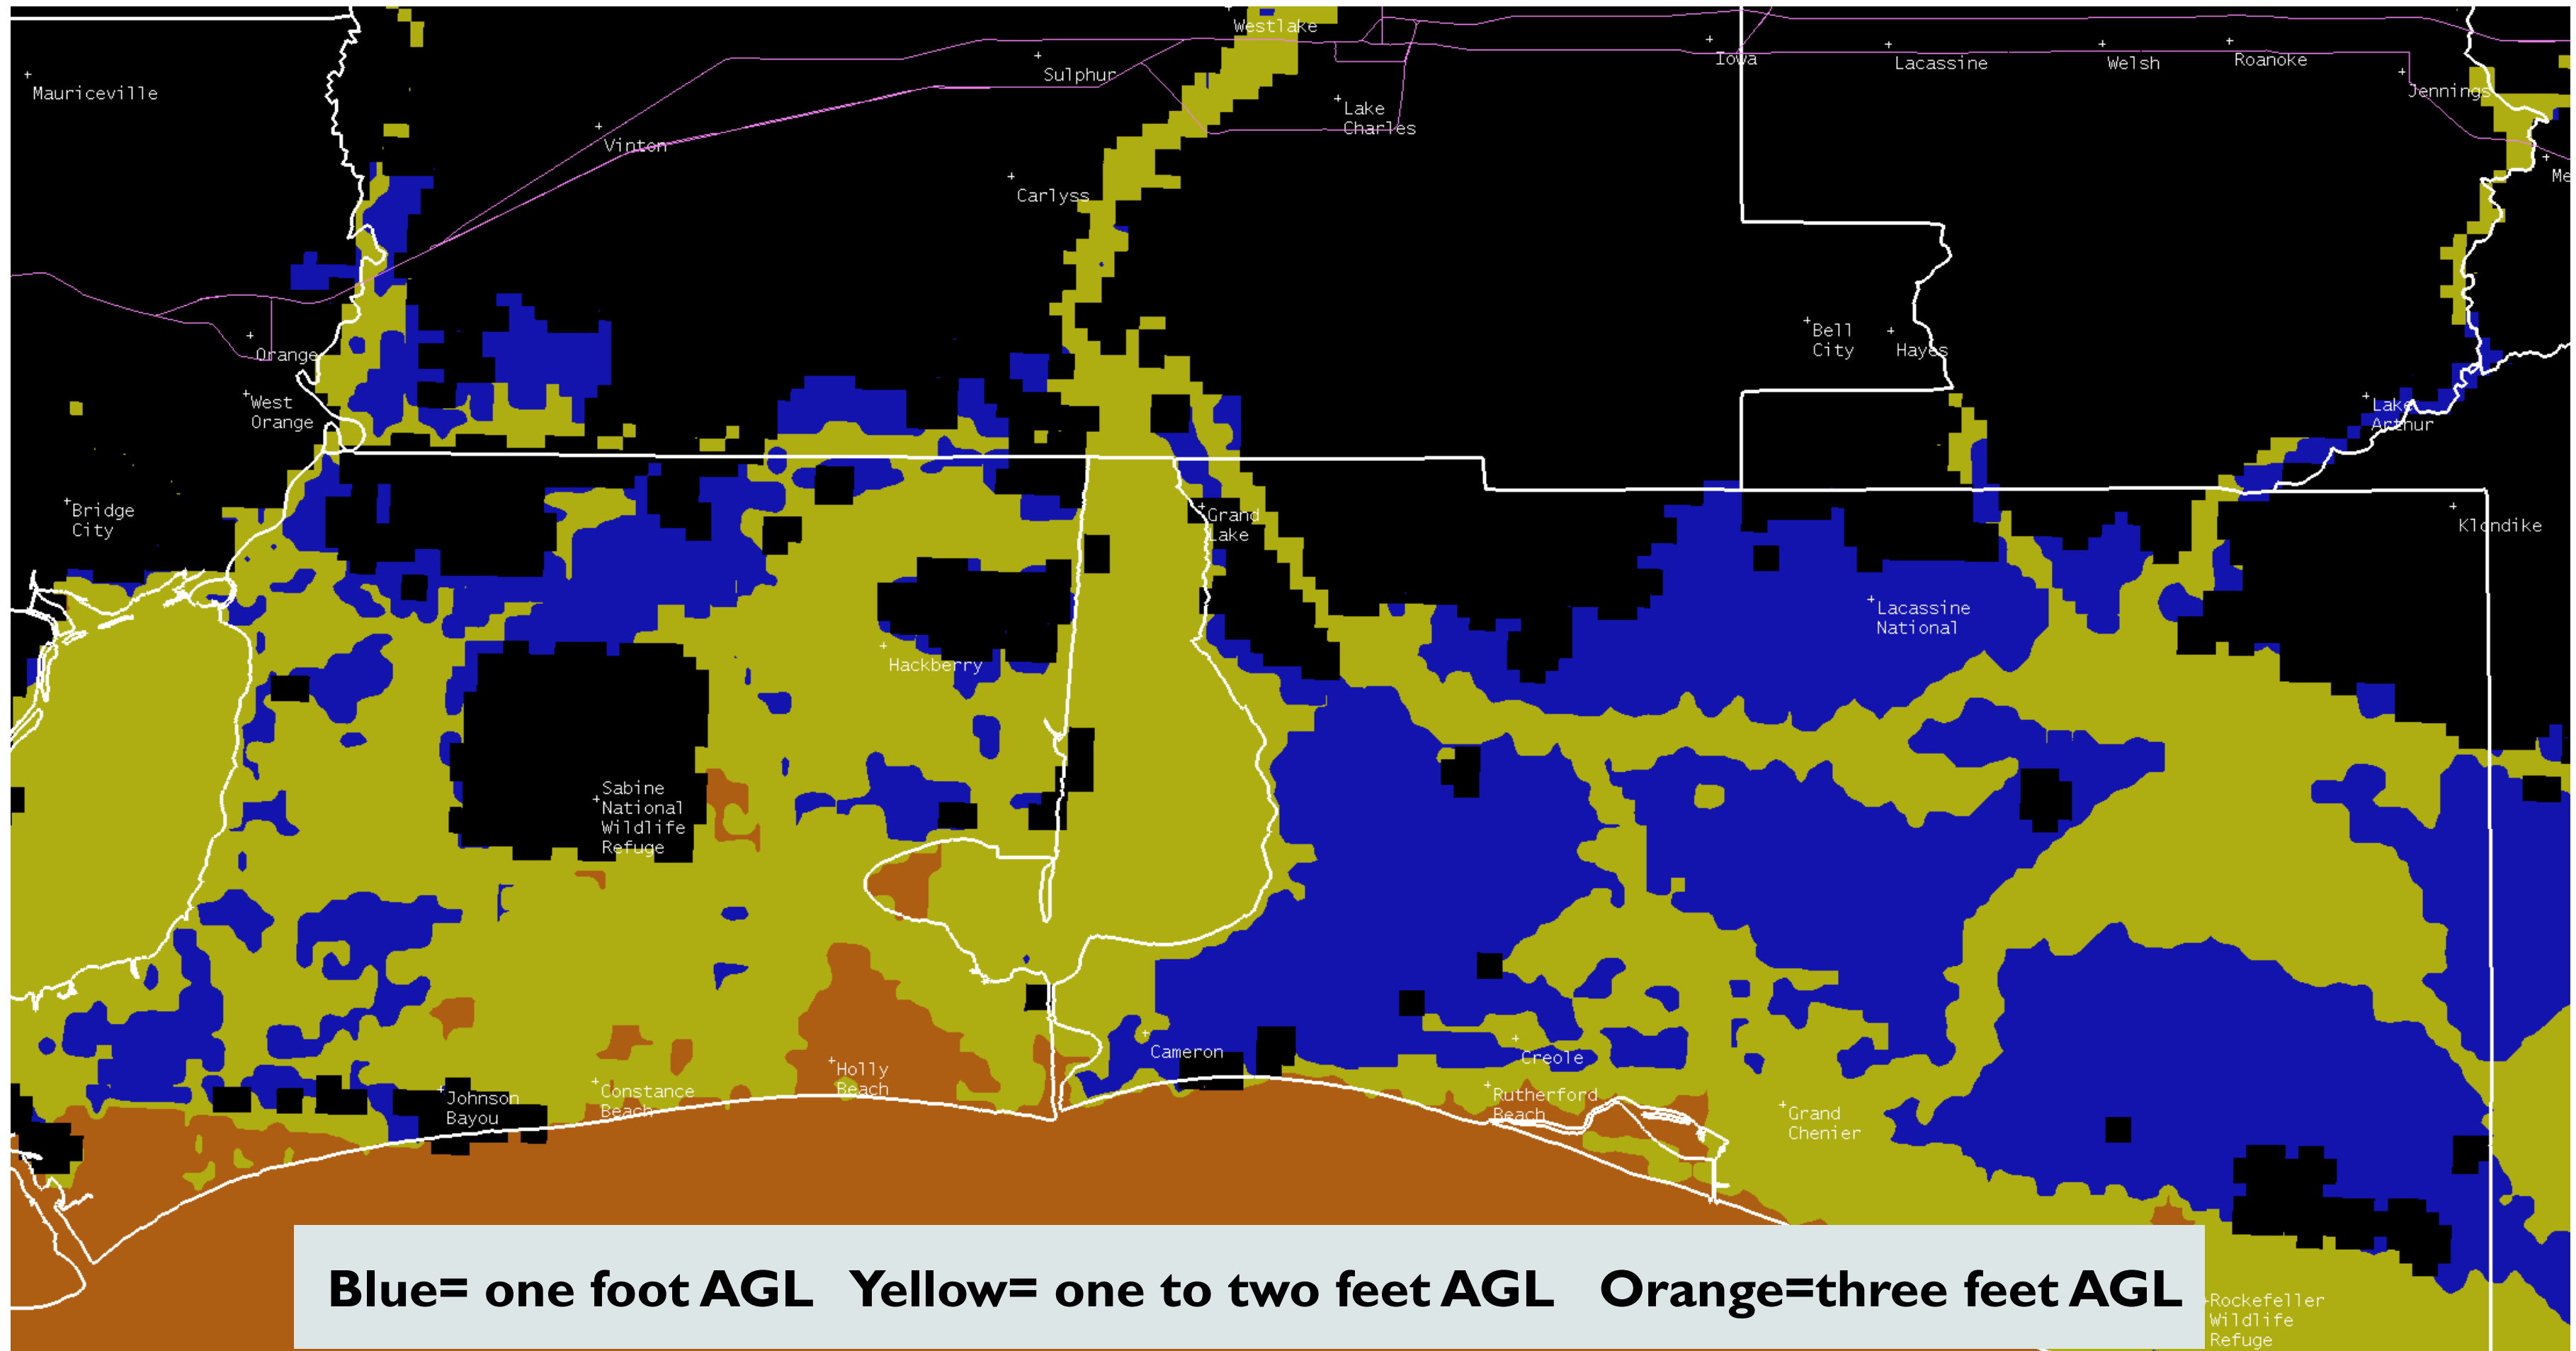 Westlake
Mauriceville
Sulphur
Iowa
Lacassine
Welsh
Roanoke
Jennings
Lake
Charles
Vinton
Me
Carlyss
Orange
Bell
City
Hayes
West
Orange
Lake
Arthur
Bridge
City
Grand
Lake
Klondike
Lacassine
National
Hackberry
Sabine
National
Wildlife
Refuge
Cameron
Creole
Holly
Beach
Johnson
Bayou
Constance
Beach
Rutherford
Beach
Grand
Chenier
Blue= one foot AGL Yellow= one to two feet AGL Orange=three feet AGL
Rockefeller
Wildlife
Refuge